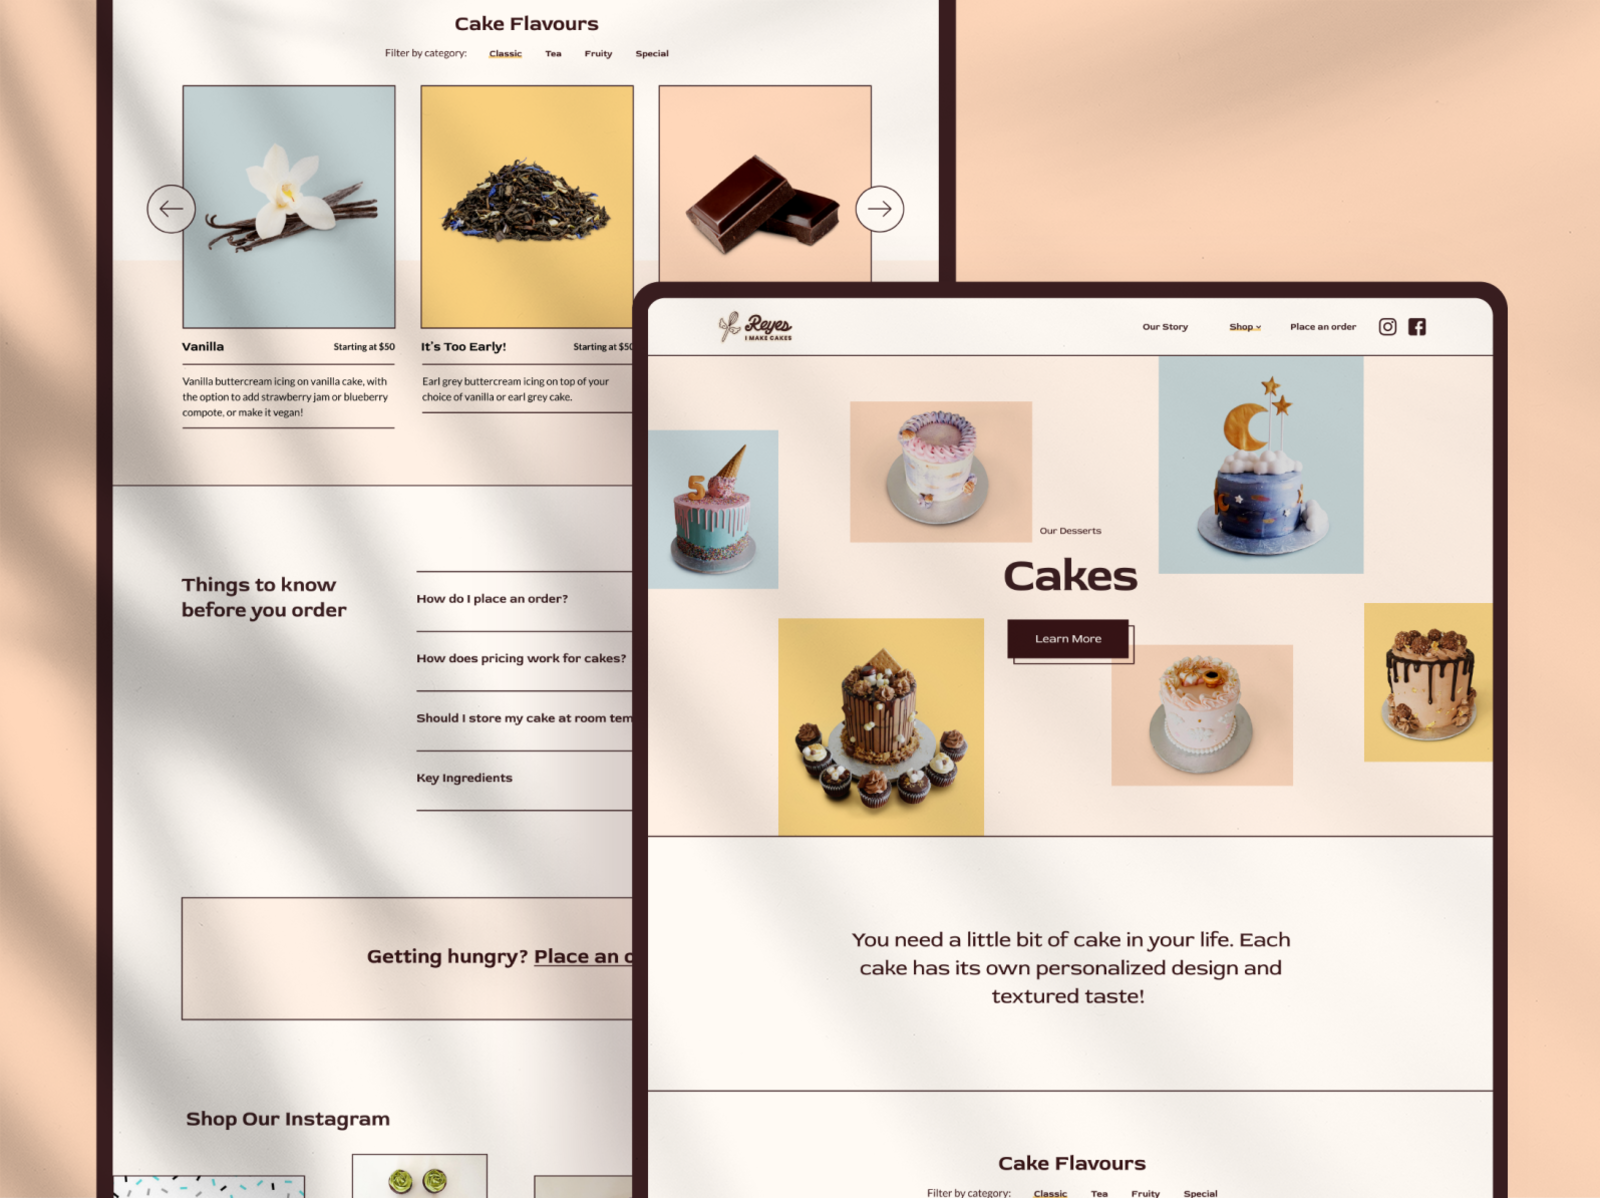 Cake Flavours
Filter by category: Classic Tea Fruity Special
Vanilla Starting at $50
Vanilla buttercream icing on vanilla cake, with
the option to add strawberry jam or blueberry
compote, or make it vegan!
It's Too Early! Starting at $50
Earl grey buttercream icing on top of your
choice of vanilla or earl grey cake.
Things to know
before you order
How do I place an order?
How does pricing work for cakes?
Should I store my cake at room tem
Key Ingredients
Getting hungry? Place an o
Shop Our Instagram
Reyes
I MAKE CAKES
Our Story Shop Place an order
5
Our Desserts
Cakes
Learn More
You need a little bit of cake in your life. Each
cake has its own personalized design and
textured taste!
Cake Flavours
Filter by category: Classic Tea Fruity Special